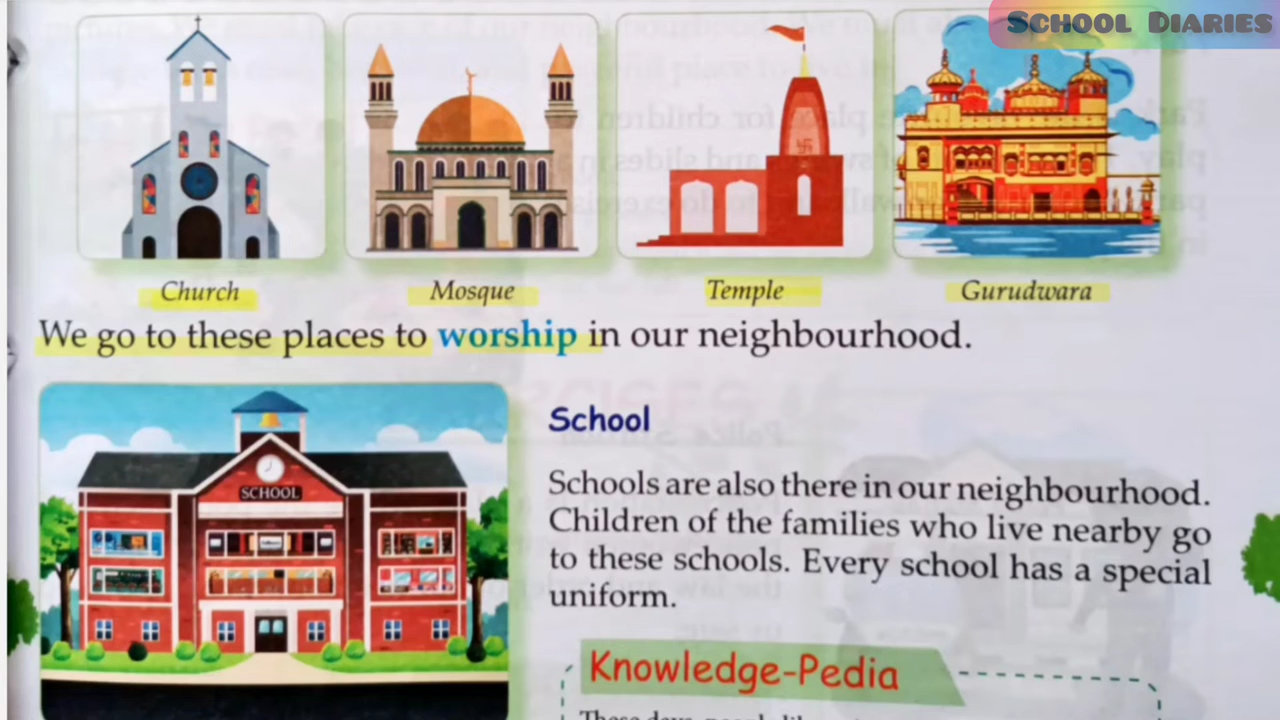 SCHOOL DIARIES
Church Mosque Temple Gurudwara
We go to these places to worship in our neighbourhood.
SCHOOL
School
Schools are also there in our neighbourhood.
Children of the families who live nearby go
to these schools. Every school has a special
uniform.
Knowledge-Pedia